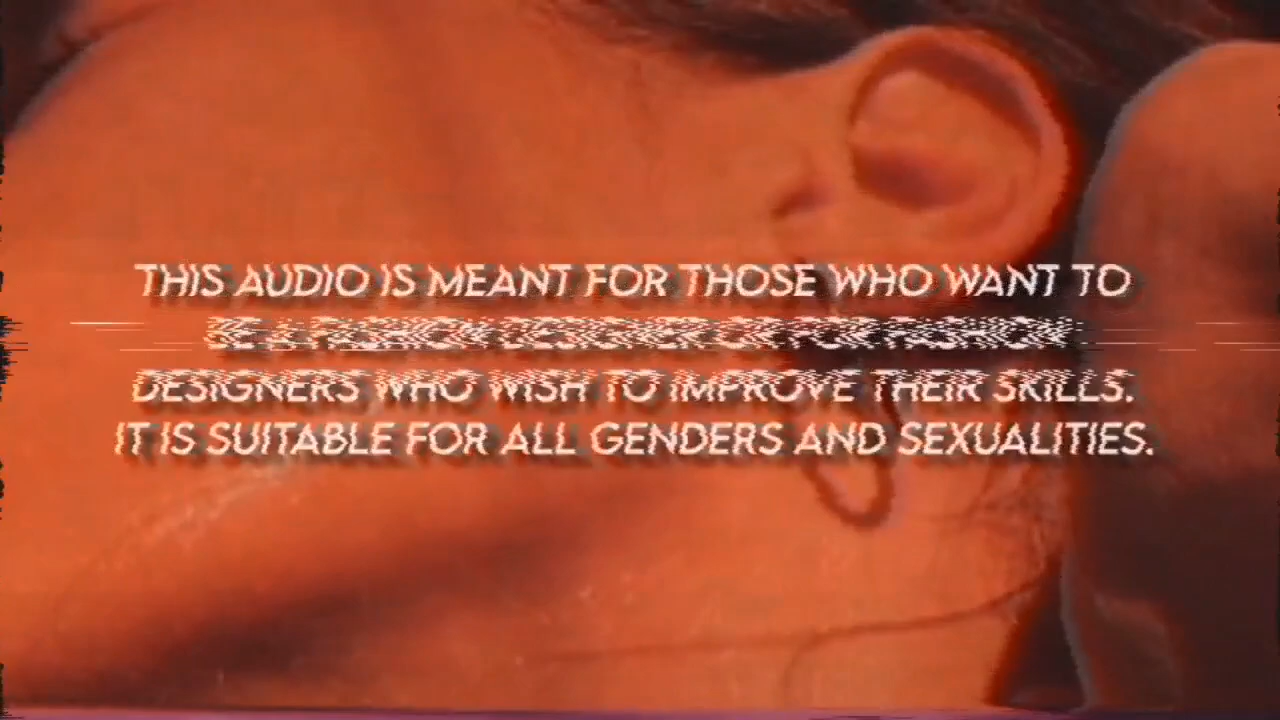 THIS AUDIO IS MEANT FOR THOSE WHO WANT TO
BE A FASHION DESIGNER OR FOR FASHION
DESIGNERS WHO WISH TO IMPROVE THEIR SKILLS.
IT IS SUITABLE FOR ALL GENDERS AND SEXUALITIES.